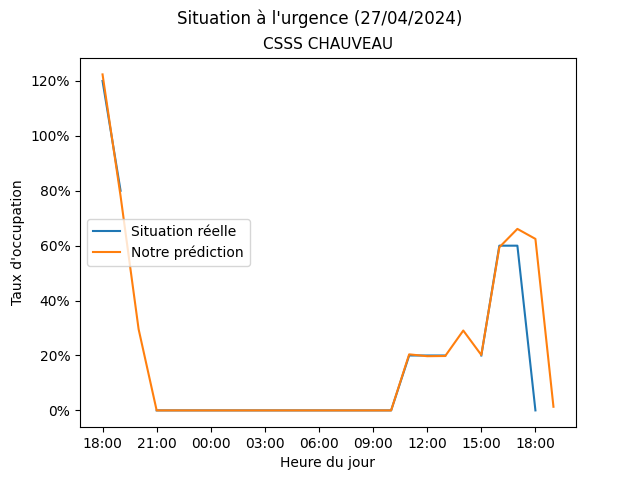 Situation à l'urgence (27/04/2024)
CSSS CHAUVEAU
Taux d'occupation
120%
100%
80%
60%
40%
20%
0%
Situation réelle
Notre prédiction
18:00 21:00 00:00 03:00 06:00 09:00 12:00 15:00 18:00
Heure du jour